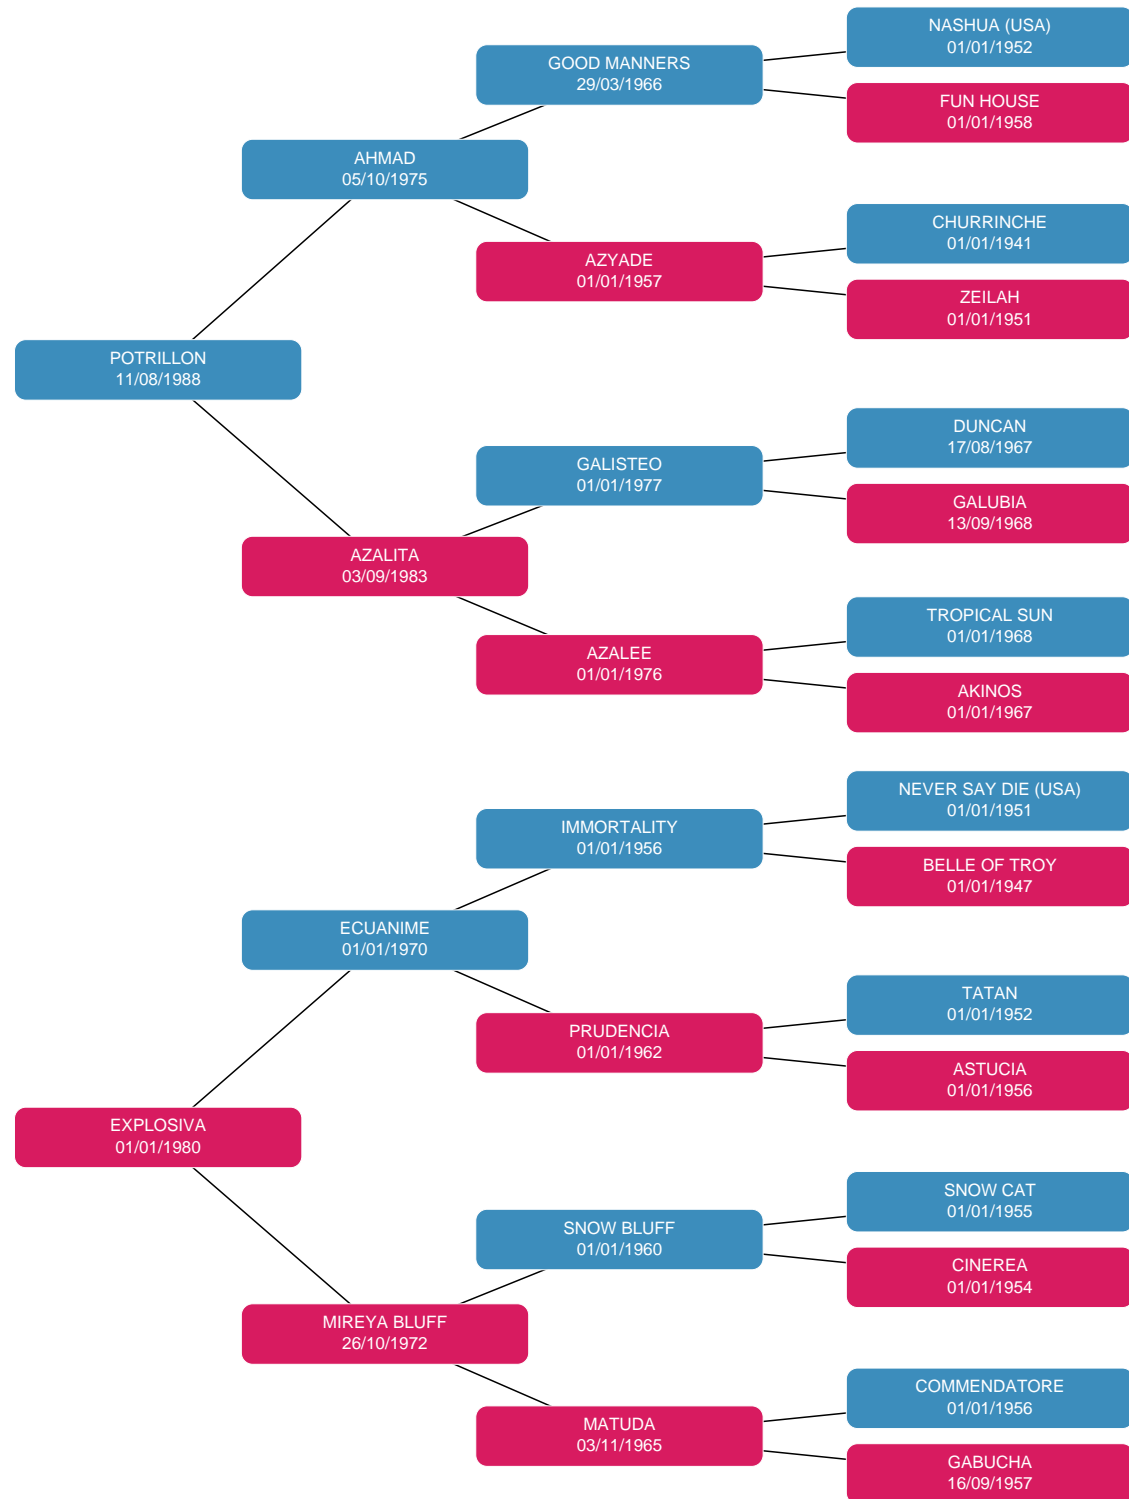 NASHUA (USA)
01/01/1952
GOOD MANNERS
29/03/1966
FUN HOUSE
01/01/1958
AHMAD
05/10/1975
CHURRINCHE
01/01/1941
AZYADE
01/01/1957
ZEILAH
01/01/1951
POTRILLON
11/08/1988
DUNCAN
17/08/1967
GALISTEO
01/01/1977
GALUBIA
13/09/1968
AZALITA
03/09/1983
TROPICAL SUN
01/01/1968
AZALEE
01/01/1976
AKINOS
01/01/1967
NEVER SAY DIE (USA)
01/01/1951
IMMORTALITY
01/01/1956
BELLE OF TROY
01/01/1947
ECUANIME
01/01/1970
TATAN
01/01/1952
PRUDENCIA
01/01/1962
ASTUCIA
01/01/1956
EXPLOSIVA
01/01/1980
SNOW CAT
01/01/1955
SNOW BLUFF
01/01/1960
CINEREA
01/01/1954
MIREYA BLUFF
26/10/1972
COMMENDATORE
01/01/1956
MATUDA
03/11/1965
GABUCHA
16/09/1957